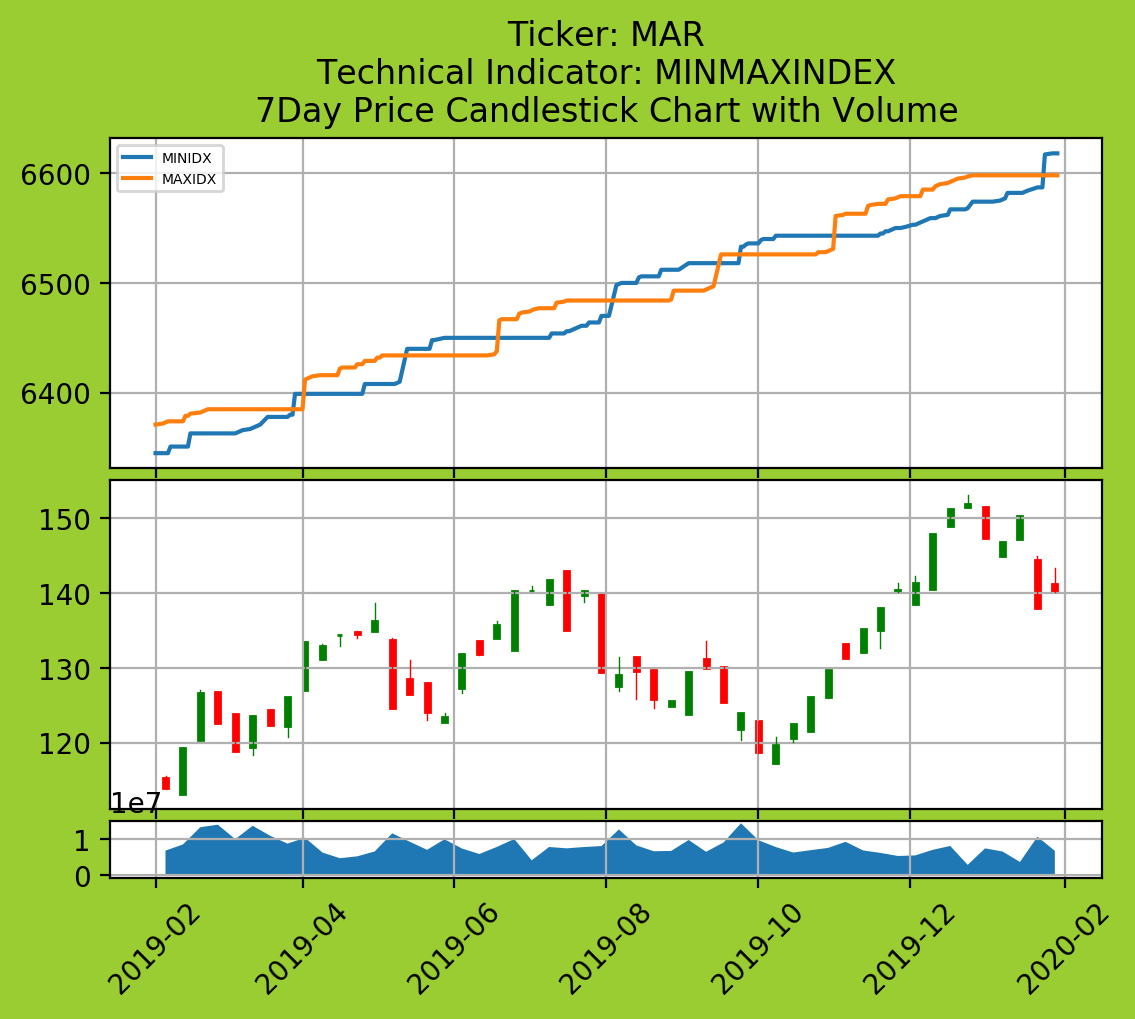 Ticker: MAR
Technical Indicator: MINMAXINDEX
7Day Price Candlestick Chart with Volume
MINIDX
MAXIDX
6600
6500
6400
150
140
130
120
1e7
1
0
2019-02
2019-04
2019-06
2019-08
2019-10
2019-12
2020-02